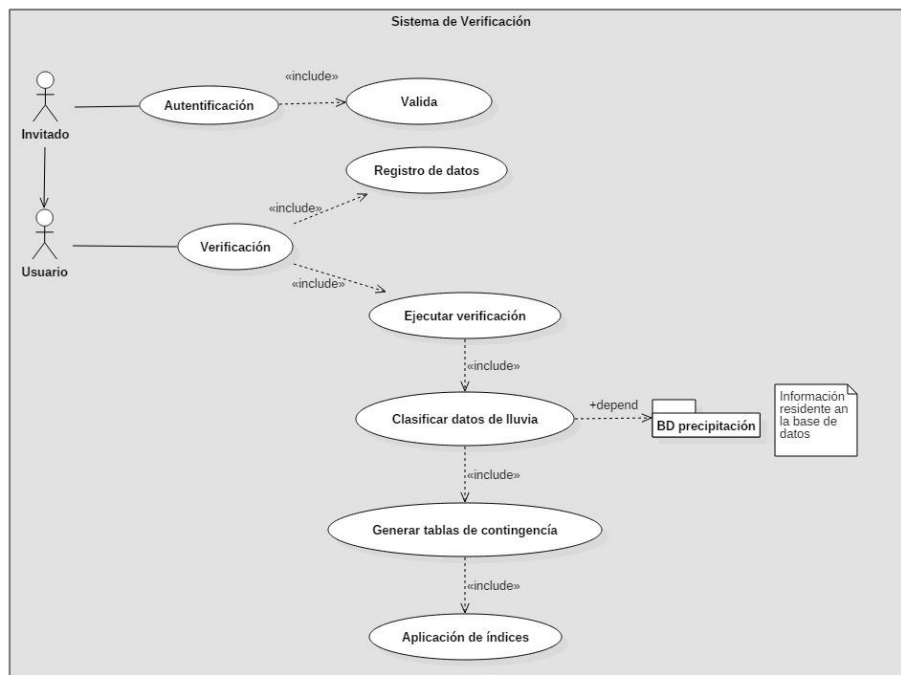 Sistema de Verificación
«include»
Autentificación
Valida
Invitado
Registro de datos
«include»
Verificación
Usuario
«include»
Ejecutar verificación
«include»
+depend
Clasificar datos de lluvia
BD precipitación
Información
residente an
la base de
datos
«include»
Generar tablas de contingencía
«include»
Aplicación de índices